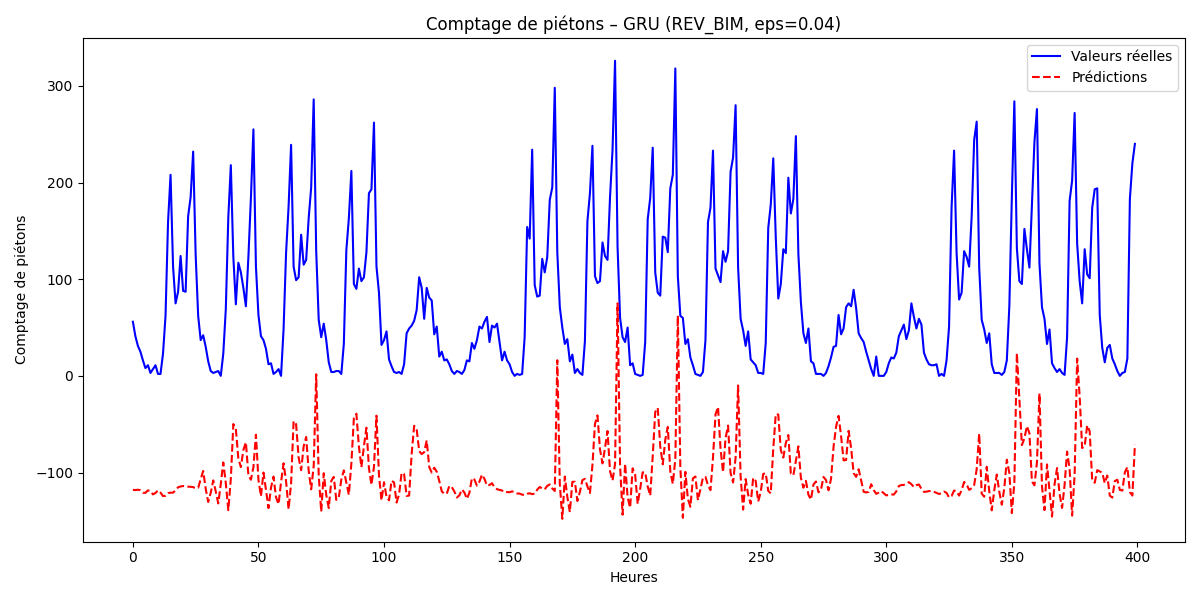 Comptage de piétons – GRU (REV_BIM, eps=0.04)
Valeurs réelles
Prédictions
Comptage de piétons
300
200
100
0
−100
0
50
100
150
200
250
300
350
400
Heures